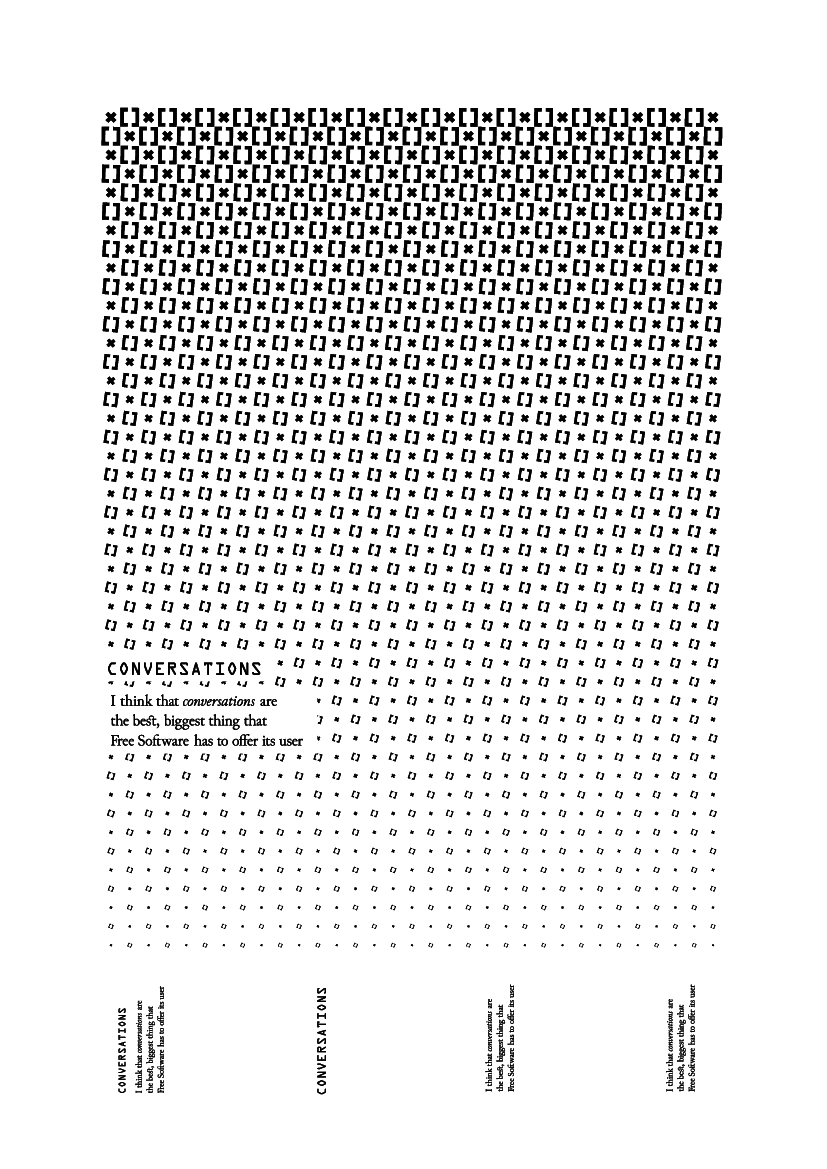 CONVERSATIONS
I think that conversations are
the best, biggest thing that
Free Software has to offer its user
CONVERSATIONS
I think that conversations are
the best, biggest thing that
Free Software has to offer its user
CONVERSATIONS
I think that conversations are
the best, biggest thing that
Free Software has to offer its user
I think that conversations are
the best, biggest thing that
Free Software has to offer its user